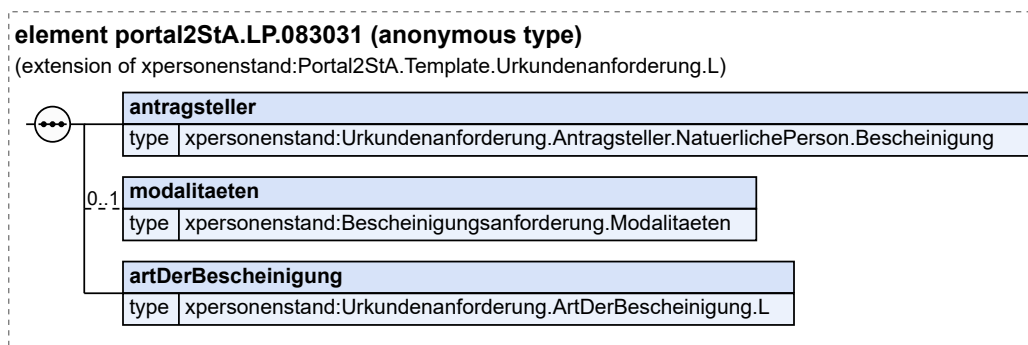 element portal2StA.LP.083031 (anonymous type)
(extension of xpersonenstand:Portal2StA.Template.Urkundenanforderung.L)
antragsteller
type xpersonenstand:Urkundenanforderung.Antragsteller.NatuerlichePerson.Bescheinigung
0..1
modalitaeten
type xpersonenstand:Bescheinigungsanforderung.Modalitaeten
artDerBescheinigung
type xpersonenstand:Urkundenanforderung.ArtDerBescheinigung.L